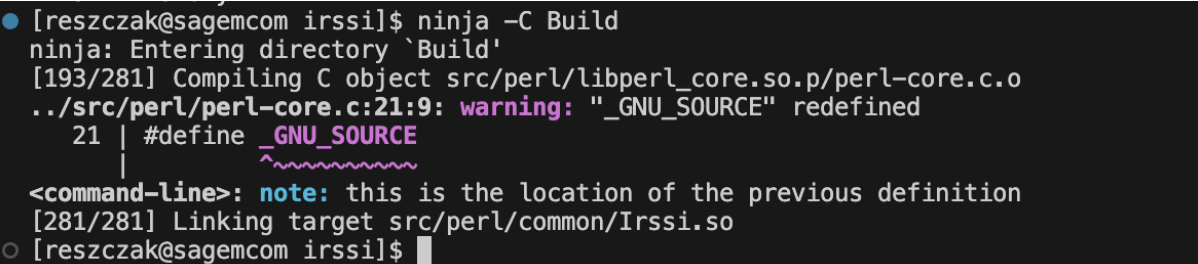 [reszczak@sagemcom irssi]$ ninja -C Build
ninja: Entering directory `Build'
[193/281] Compiling C object src/perl/libperl_core.so.p/perl-core.c.o
../src/perl/perl-core.c:21:9: warning: "_GNU_SOURCE" redefined
   21 | #define _GNU_SOURCE
      |         ^~~~~~~~~~~
<command-line>: note: this is the location of the previous definition
[281/281] Linking target src/perl/common/Irssi.so
[reszczak@sagemcom irssi]$